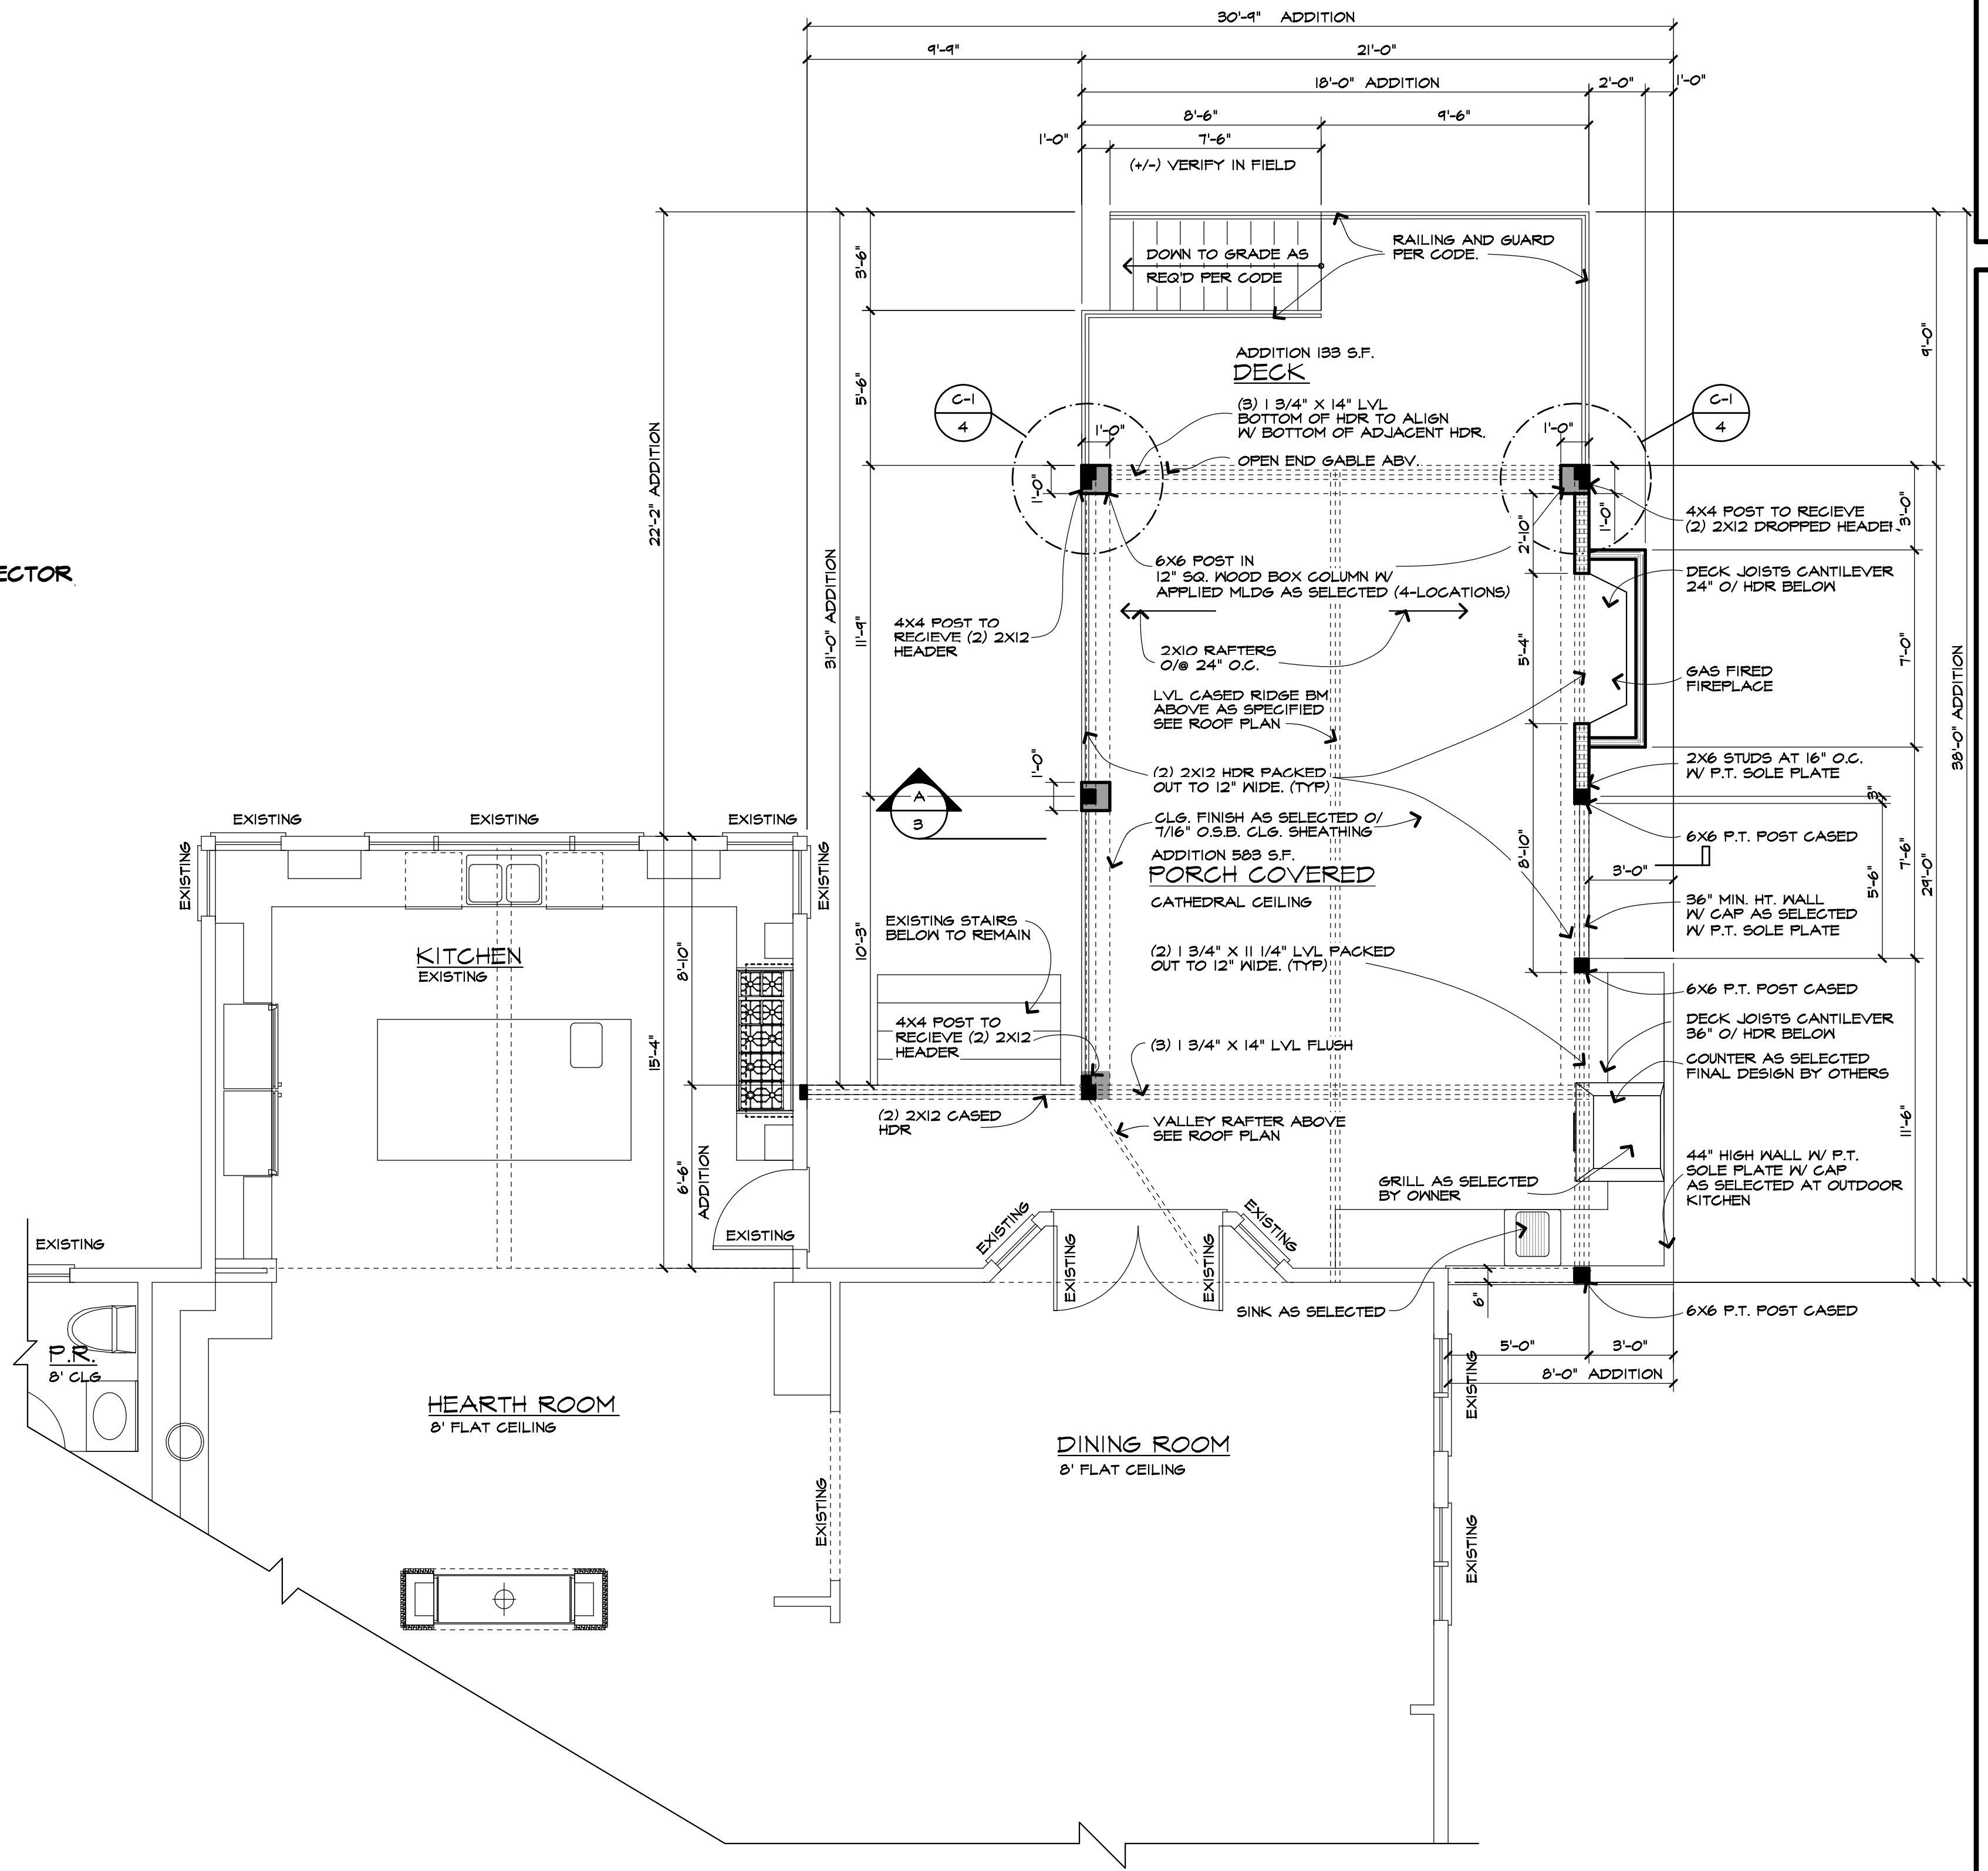 30'-9" ADDITION
9'-9"
21'-0"
18'-0" ADDITION
2'-0"
1'-0"
8'-6"
9'-6"
1'-0"
7'-6"
(+/-) VERIFY IN FIELD
3'-6"
DOWN TO GRADE AS
REQ'D PER CODE
RAILING AND GUARD
PER CODE.
9'-0"
ADDITION 133 S.F.
DECK
5'-6"
C-1
4
C-1
4
(3) 1 3/4" X 14" LVL
BOTTOM OF HDR TO ALIGN
W/ BOTTOM OF ADJACENT HDR.
1'-0"
1'-0"
OPEN END GABLE ABV.
22'-2" ADDITION
1'-0"
1'-0"
2'-10"
3'-0"
4X4 POST TO RECIEVE
(2) 2X12 DROPPED HEADER
ECTOR
6X6 POST IN
12" SQ. WOOD BOX COLUMN W/
APPLIED MLDG AS SELECTED (4-LOCATIONS)
DECK JOISTS CANTILEVER
24" O/ HDR BELOW
31'-0" ADDITION
11'-9"
4X4 POST TO
RECIEVE (2) 2X12
HEADER
2X10 RAFTERS
O/@ 24" O.C.
5'-4"
7'-0"
38'-0" ADDITION
GAS FIRED
FIREPLACE
LVL CASED RIDGE BM
ABOVE AS SPECIFIED
SEE ROOF PLAN
1'-0"
(2) 2X12 HDR PACKED
OUT TO 12" WIDE. (TYP)
2X6 STUDS AT 16" O.C.
W/ P.T. SOLE PLATE
3"
A
3
CLG. FINISH AS SELECTED O/
7/16" O.S.B. CLG. SHEATHING
6X6 P.T. POST CASED
EXISTING
EXISTING
EXISTING
EXISTING
EXISTING
ADDITION 583 S.F.
PORCH COVERED
CATHEDRAL CEILING
8'-10"
3'-0"
5'-6"
7'-6"
29'-0"
36" MIN. HT. WALL
W/ CAP AS SELECTED
W/ P.T. SOLE PLATE
EXISTING STAIRS
BELOW TO REMAIN
10'-3"
KITCHEN
EXISTING
8'-10"
(2) 1 3/4" X 11 1/4" LVL PACKED
OUT TO 12" WIDE. (TYP)
6X6 P.T. POST CASED
4X4 POST TO
RECIEVE (2) 2X12
HEADER
15'-4"
(3) 1 3/4" X 14" LVL FLUSH
DECK JOISTS CANTILEVER
36" O/ HDR BELOW
COUNTER AS SELECTED
FINAL DESIGN BY OTHERS
(2) 2X12 CASED
HDR
VALLEY RAFTER ABOVE
SEE ROOF PLAN
11'-6"
6'-6"
ADDITION
GRILL AS SELECTED
BY OWNER
44" HIGH WALL W/ P.T.
SOLE PLATE W/ CAP
AS SELECTED AT OUTDOOR
KITCHEN
EXISTING
EXISTING
EXISTING
EXISTING
EXISTING
EXISTING
SINK AS SELECTED
6"
6X6 P.T. POST CASED
P.R.
8' CLG
5'-0"
3'-0"
8'-0" ADDITION
EXISTING
HEARTH ROOM
8' FLAT CEILING
DINING ROOM
8' FLAT CEILING
EXISTING
EXISTING